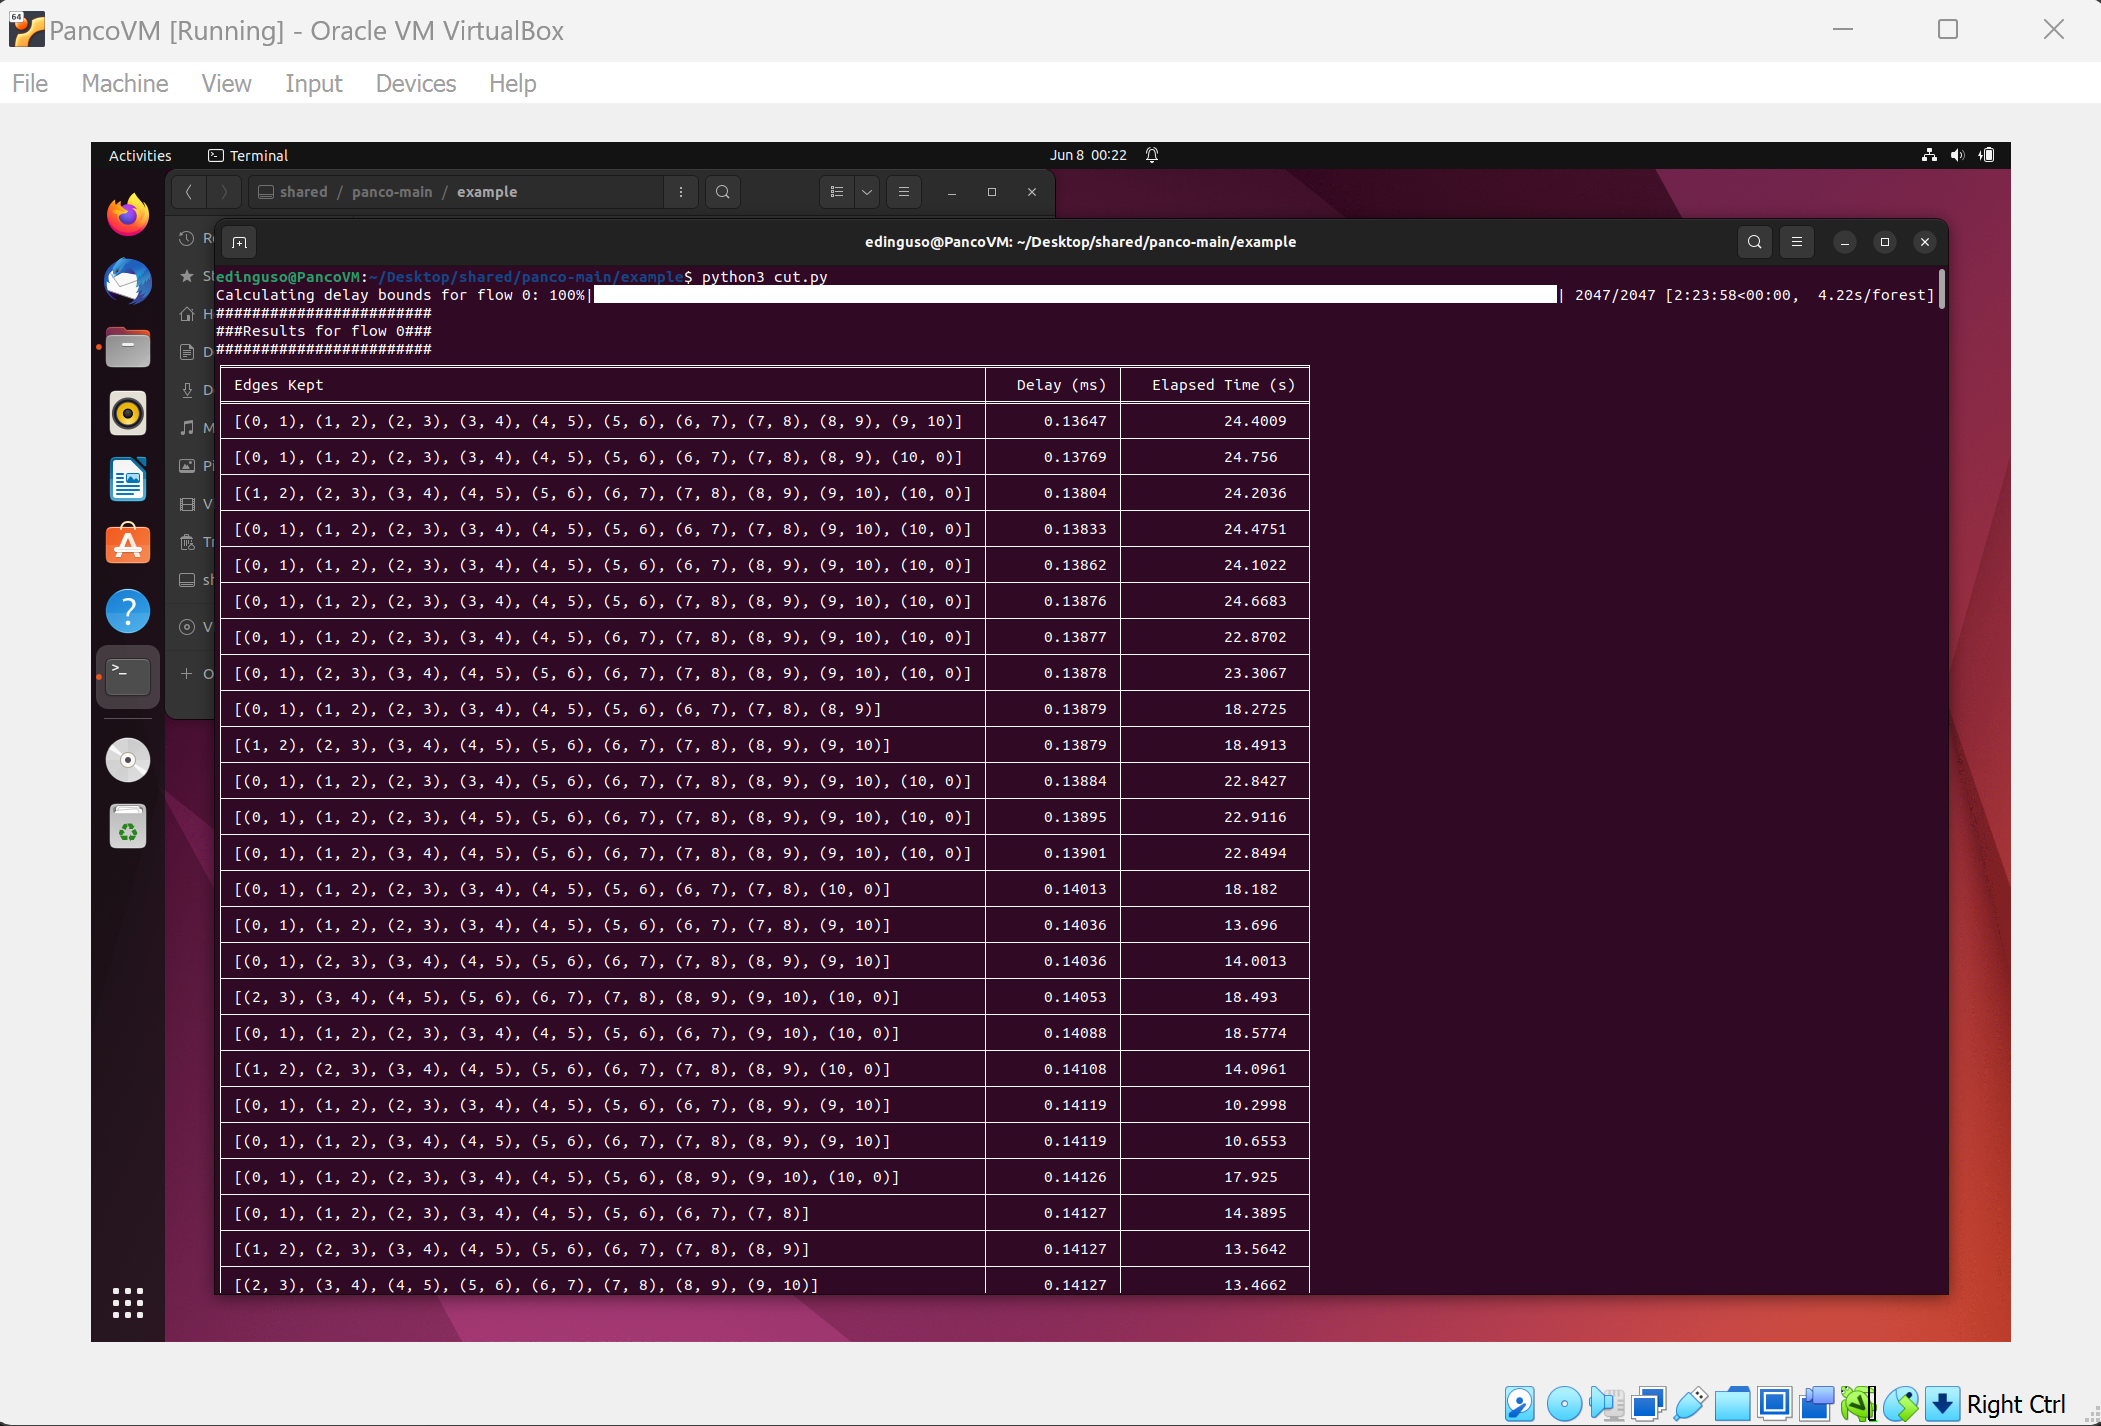 PancoVM [Running] - Oracle VM VirtualBox
File Machine View Input Devices Help
Activities Terminal Jun 8 00:22
shared / panco-main / example
edinguso@PancoVM: ~/Desktop/shared/panco-main/example
edinguso@PancoVM:~/Desktop/shared/panco-main/example$ python3 cut.py
Calculating delay bounds for flow 0: 100%| | 2047/2047 [2:23:58<00:00, 4.22s/forest]
########################
###Results for flow 0###
########################
Edges Kept Delay (ms) Elapsed Time (s)
[(0, 1), (1, 2), (2, 3), (3, 4), (4, 5), (5, 6), (6, 7), (7, 8), (8, 9), (9, 10)] 0.13647 24.4009
[(0, 1), (1, 2), (2, 3), (3, 4), (4, 5), (5, 6), (6, 7), (7, 8), (8, 9), (10, 0)] 0.13769 24.756
[(1, 2), (2, 3), (3, 4), (4, 5), (5, 6), (6, 7), (7, 8), (8, 9), (9, 10), (10, 0)] 0.13804 24.2036
[(0, 1), (1, 2), (2, 3), (3, 4), (4, 5), (5, 6), (6, 7), (7, 8), (9, 10), (10, 0)] 0.13833 24.4751
[(0, 1), (1, 2), (2, 3), (3, 4), (4, 5), (5, 6), (6, 7), (8, 9), (9, 10), (10, 0)] 0.13862 24.1022
[(0, 1), (1, 2), (2, 3), (3, 4), (4, 5), (5, 6), (7, 8), (8, 9), (9, 10), (10, 0)] 0.13876 24.6683
[(0, 1), (1, 2), (2, 3), (3, 4), (4, 5), (6, 7), (7, 8), (8, 9), (9, 10), (10, 0)] 0.13877 22.8702
[(0, 1), (2, 3), (3, 4), (4, 5), (5, 6), (6, 7), (7, 8), (8, 9), (9, 10), (10, 0)] 0.13878 23.3067
[(0, 1), (1, 2), (2, 3), (3, 4), (4, 5), (5, 6), (6, 7), (7, 8), (8, 9)] 0.13879 18.2725
[(1, 2), (2, 3), (3, 4), (4, 5), (5, 6), (6, 7), (7, 8), (8, 9), (9, 10)] 0.13879 18.4913
[(0, 1), (1, 2), (2, 3), (3, 4), (5, 6), (6, 7), (7, 8), (8, 9), (9, 10), (10, 0)] 0.13884 22.8427
[(0, 1), (1, 2), (2, 3), (4, 5), (5, 6), (6, 7), (7, 8), (8, 9), (9, 10), (10, 0)] 0.13895 22.9116
[(0, 1), (1, 2), (3, 4), (4, 5), (5, 6), (6, 7), (7, 8), (8, 9), (9, 10), (10, 0)] 0.13901 22.8494
[(0, 1), (1, 2), (2, 3), (3, 4), (4, 5), (5, 6), (6, 7), (7, 8), (10, 0)] 0.14013 18.182
[(0, 1), (1, 2), (2, 3), (3, 4), (4, 5), (5, 6), (6, 7), (7, 8), (9, 10)] 0.14036 13.696
[(0, 1), (2, 3), (3, 4), (4, 5), (5, 6), (6, 7), (7, 8), (8, 9), (9, 10)] 0.14036 14.0013
[(2, 3), (3, 4), (4, 5), (5, 6), (6, 7), (7, 8), (8, 9), (9, 10), (10, 0)] 0.14053 18.493
[(0, 1), (1, 2), (2, 3), (3, 4), (4, 5), (5, 6), (6, 7), (9, 10), (10, 0)] 0.14088 18.5774
[(1, 2), (2, 3), (3, 4), (4, 5), (5, 6), (6, 7), (7, 8), (8, 9), (10, 0)] 0.14108 14.0961
[(0, 1), (1, 2), (2, 3), (3, 4), (4, 5), (5, 6), (6, 7), (8, 9), (9, 10)] 0.14119 10.2998
[(0, 1), (1, 2), (3, 4), (4, 5), (5, 6), (6, 7), (7, 8), (8, 9), (9, 10)] 0.14119 10.6553
[(0, 1), (1, 2), (2, 3), (3, 4), (4, 5), (5, 6), (8, 9), (9, 10), (10, 0)] 0.14126 17.925
[(0, 1), (1, 2), (2, 3), (3, 4), (4, 5), (5, 6), (6, 7), (7, 8)] 0.14127 14.3895
[(1, 2), (2, 3), (3, 4), (4, 5), (5, 6), (6, 7), (7, 8), (8, 9)] 0.14127 13.5642
[(2, 3), (3, 4), (4, 5), (5, 6), (6, 7), (7, 8), (8, 9), (9, 10)] 0.14127 13.4662
Right Ctrl